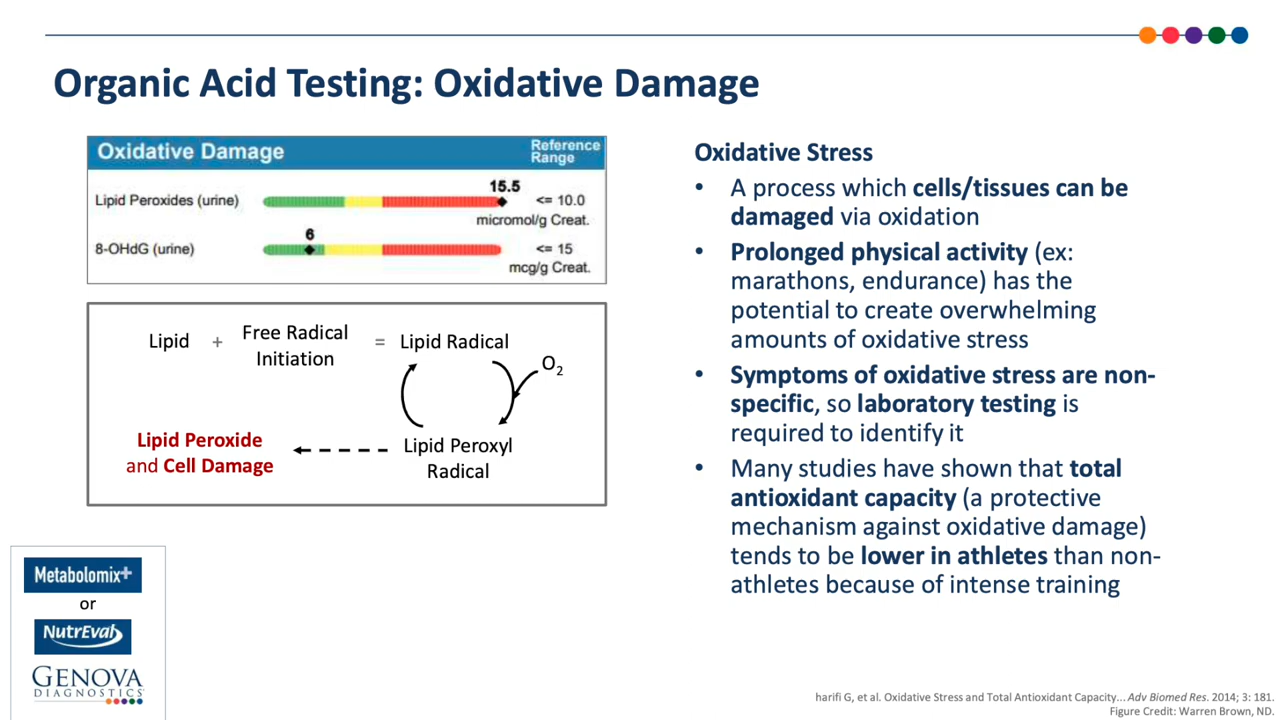 Organic Acid Testing: Oxidative Damage
Oxidative Damage
Reference
Range
15.5
Lipid Peroxides (urine)
<= 10.0
micromol/g Creat.
6
8-OHdG (urine)
<= 15
mcg/g Creat.
Lipid + Free Radical Initiation = Lipid Radical
O₂
Lipid Peroxyl
Radical
Lipid Peroxide
and Cell Damage
Oxidative Stress
• A process which cells/tissues can be
damaged via oxidation
• Prolonged physical activity (ex:
marathons, endurance) has the
potential to create overwhelming
amounts of oxidative stress
• Symptoms of oxidative stress are non-
specific, so laboratory testing is
required to identify it
• Many studies have shown that total
antioxidant capacity (a protective
mechanism against oxidative damage)
tends to be lower in athletes than non-
athletes because of intense training
Metabolomix+
or
NutrEval
GENOVA
DIAGNOSTICS
harifi G, et al. Oxidative Stress and Total Antioxidant Capacity... Adv Biomed Res. 2014; 3: 181.
Figure Credit: Warren Brown, ND.